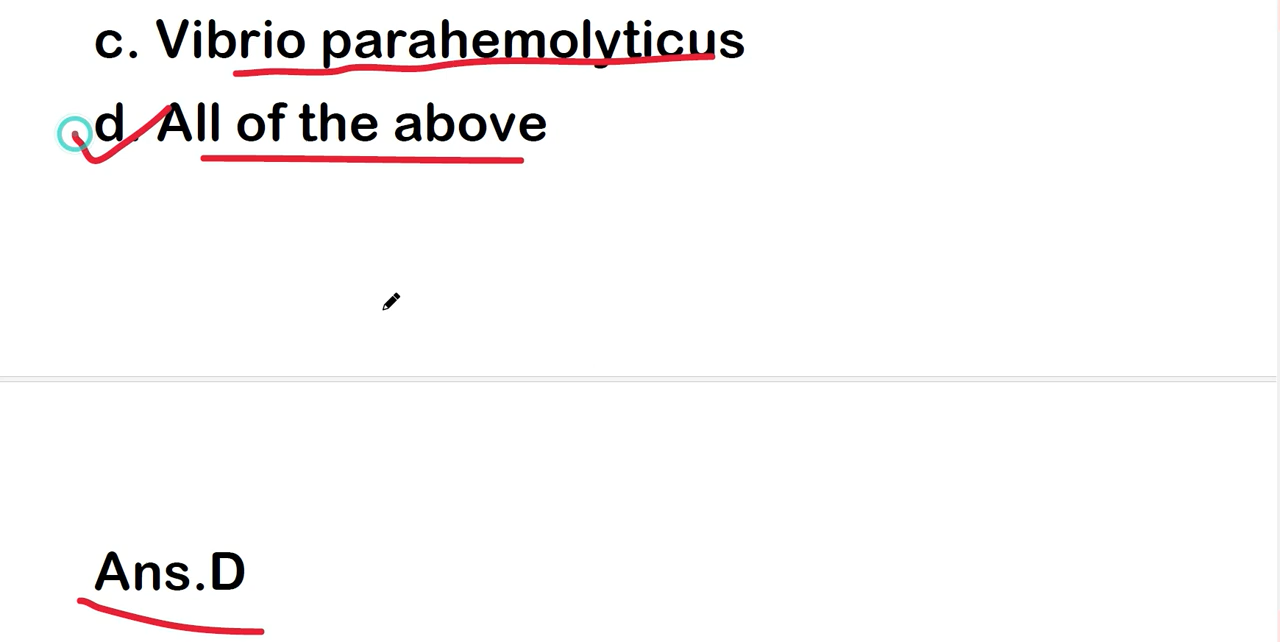 c. Vibrio parahemolyticus
d. All of the above
Ans.D